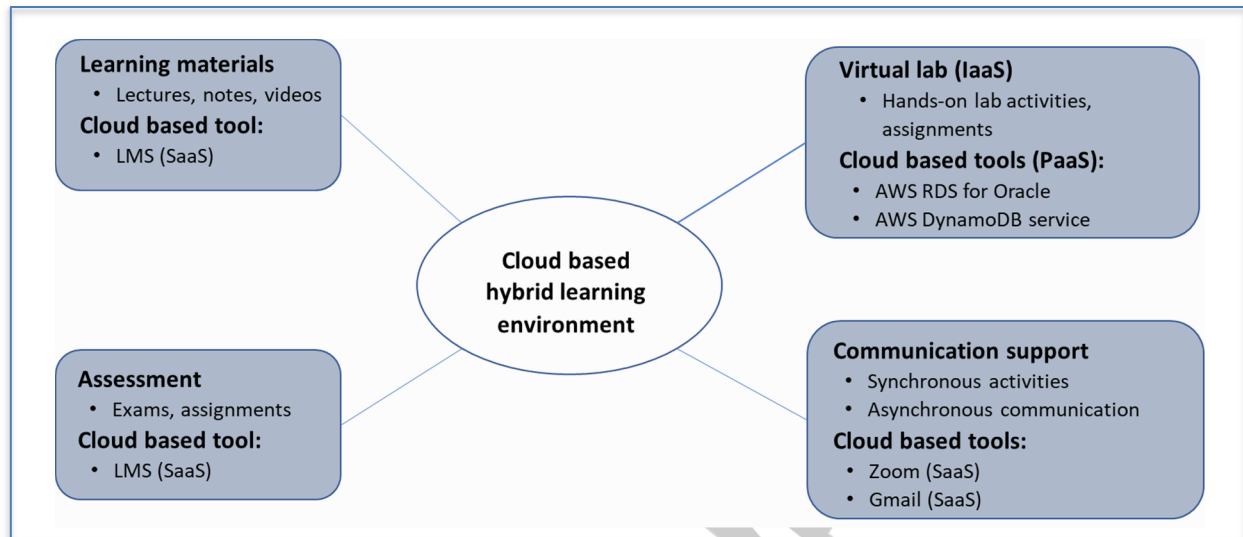 Learning materials
• Lectures, notes, videos
Cloud based tool:
• LMS (SaaS)
Virtual lab (IaaS)
• Hands-on lab activities,
assignments
Cloud based tools (PaaS):
• AWS RDS for Oracle
• AWS DynamoDB service
Cloud based
hybrid learning
environment
Assessment
• Exams, assignments
Cloud based tool:
• LMS (SaaS)
Communication support
• Synchronous activities
• Asynchronous communication
Cloud based tools:
• Zoom (SaaS)
• Gmail (SaaS)